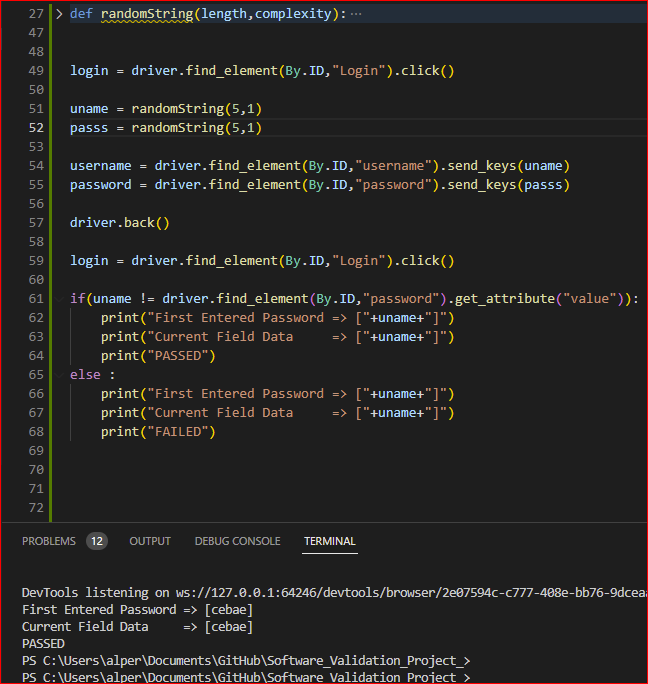 27 > def randomString(length,complexity):···
47
48
49 login = driver.find_element(By.ID,"Login").click()
50
51 uname = randomString(5,1)
52 passs = randomString(5,1)
53
54 username = driver.find_element(By.ID,"username").send_keys(uname)
55 password = driver.find_element(By.ID,"password").send_keys(passs)
56
57 driver.back()
58
59 login = driver.find_element(By.ID,"Login").click()
60
61 if(uname != driver.find_element(By.ID,"password").get_attribute("value")):
62     print("First Entered Password => ["+uname+"]")
63     print("Current Field Data     => ["+uname+"]")
64     print("PASSED")
65 else :
66     print("First Entered Password => ["+uname+"]")
67     print("Current Field Data     => ["+uname+"]")
68     print("FAILED")
69
70
71
72
PROBLEMS 12 OUTPUT DEBUG CONSOLE TERMINAL
DevTools listening on ws://127.0.0.1:64246/devtools/browser/2e07594c-c777-408e-bb76-9dcea
First Entered Password => [cebae]
Current Field Data     => [cebae]
PASSED
PS C:\Users\alper\Documents\GitHub\Software_Validation_Project_>
PS C:\Users\alper\Documents\GitHub\Software_Validation_Project_>